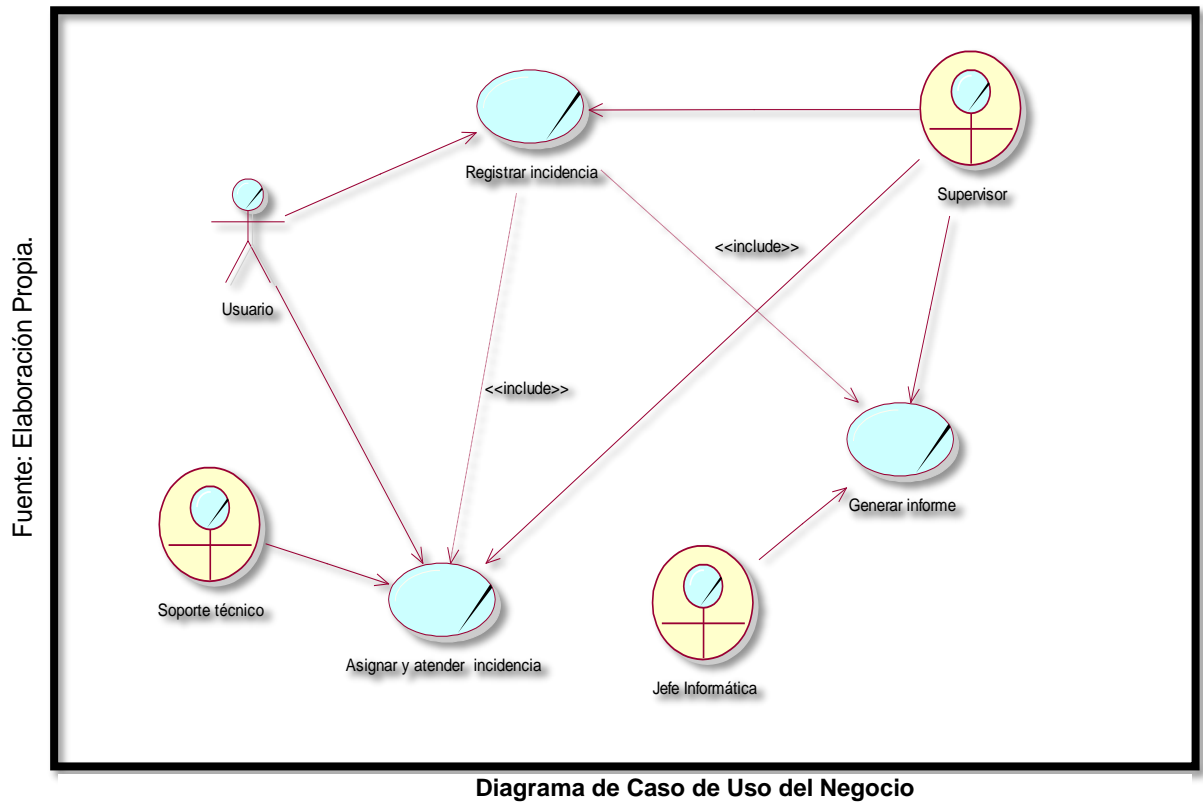 Fuente: Elaboración Propia.
Registrar incidencia
Supervisor
<<include>>
Usuario
<<include>>
Generar informe
Soporte técnico
Asignar y atender incidencia
Jefe Informática
Diagrama de Caso de Uso del Negocio